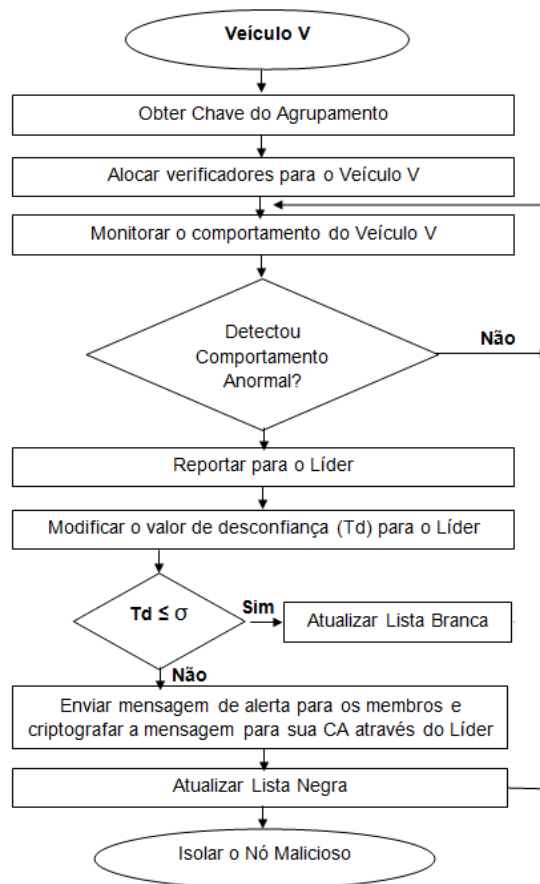 Veículo V
Obter Chave do Agrupamento
Alocar verificadores para o Veículo V
Monitorar o comportamento do Veículo V
Detectou
Comportamento
Anormal?
Não
Reportar para o Líder
Modificar o valor de desconfiança (Td) para o Líder
Td ≤ σ
Sim
Atualizar Lista Branca
Não
Enviar mensagem de alerta para os membros e
criptografar a mensagem para sua CA através do Líder
Atualizar Lista Negra
Isolar o Nó Malicioso